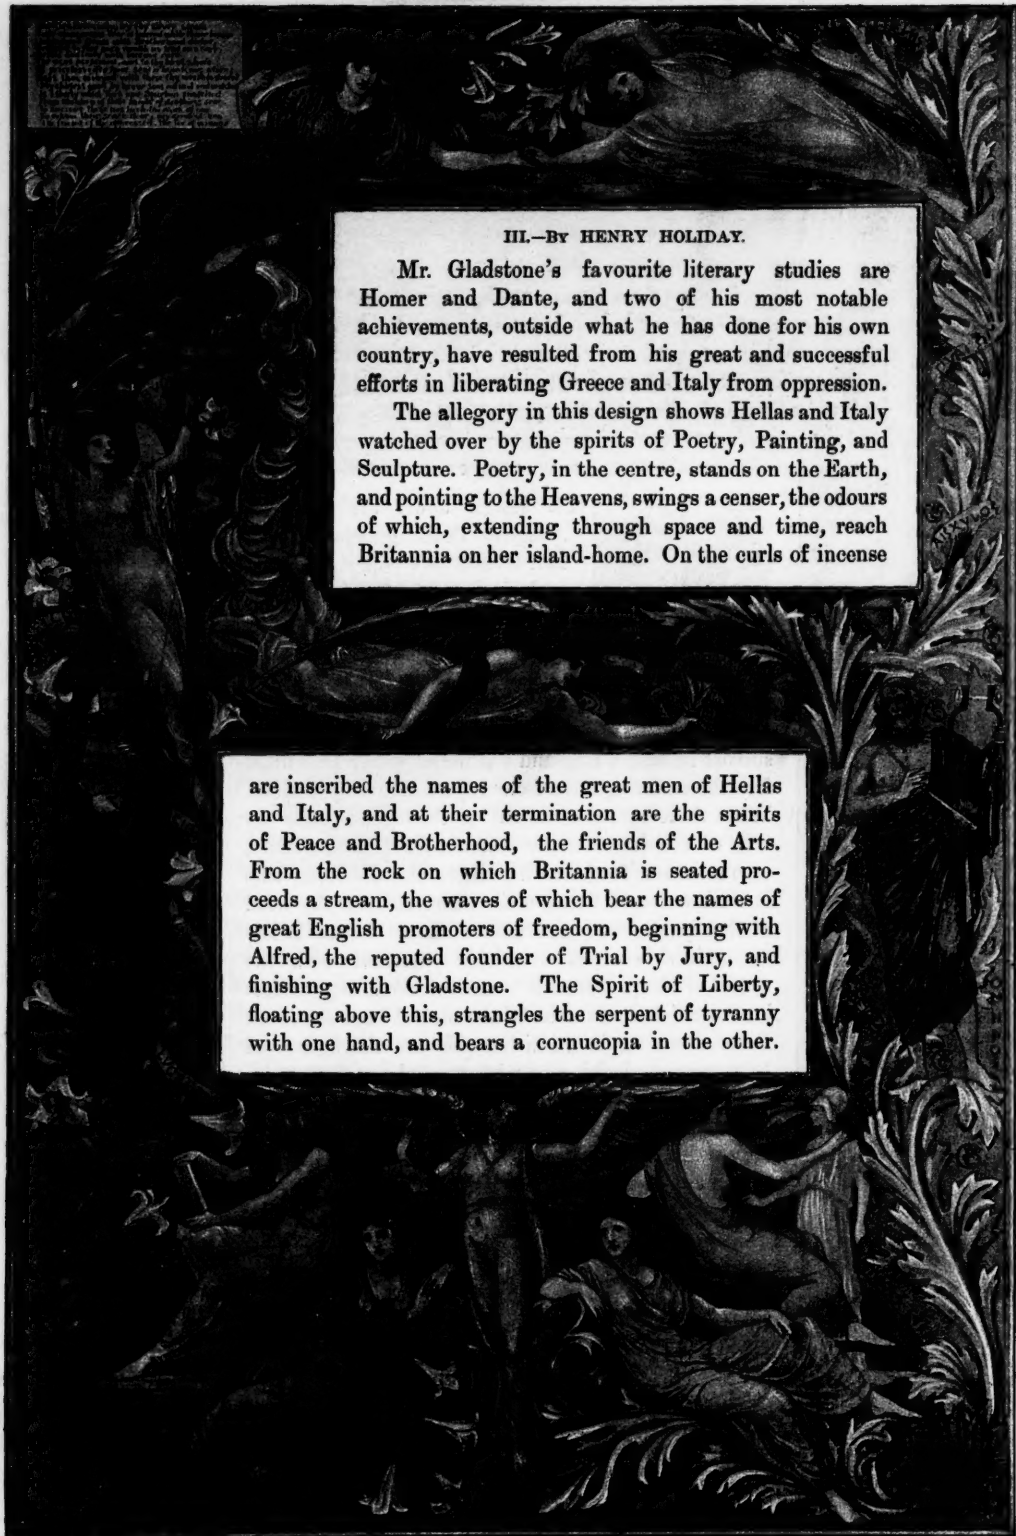 III.—By HENRY HOLIDAY.
Mr. Gladstone's favourite literary studies are
Homer and Dante, and two of his most notable
achievements, outside what he has done for his own
country, have resulted from his great and successful
efforts in liberating Greece and Italy from oppression.
The allegory in this design shows Hellas and Italy
watched over by the spirits of Poetry, Painting, and
Sculpture. Poetry, in the centre, stands on the Earth,
and pointing to the Heavens, swings a censer, the odours
of which, extending through space and time, reach
Britannia on her island-home. On the curls of incense
are inscribed the names of the great men of Hellas
and Italy, and at their termination are the spirits
of Peace and Brotherhood, the friends of the Arts.
From the rock on which Britannia is seated pro-
ceeds a stream, the waves of which bear the names of
great English promoters of freedom, beginning with
Alfred, the reputed founder of Trial by Jury, and
finishing with Gladstone. The Spirit of Liberty,
floating above this, strangles the serpent of tyranny
with one hand, and bears a cornucopia in the other.